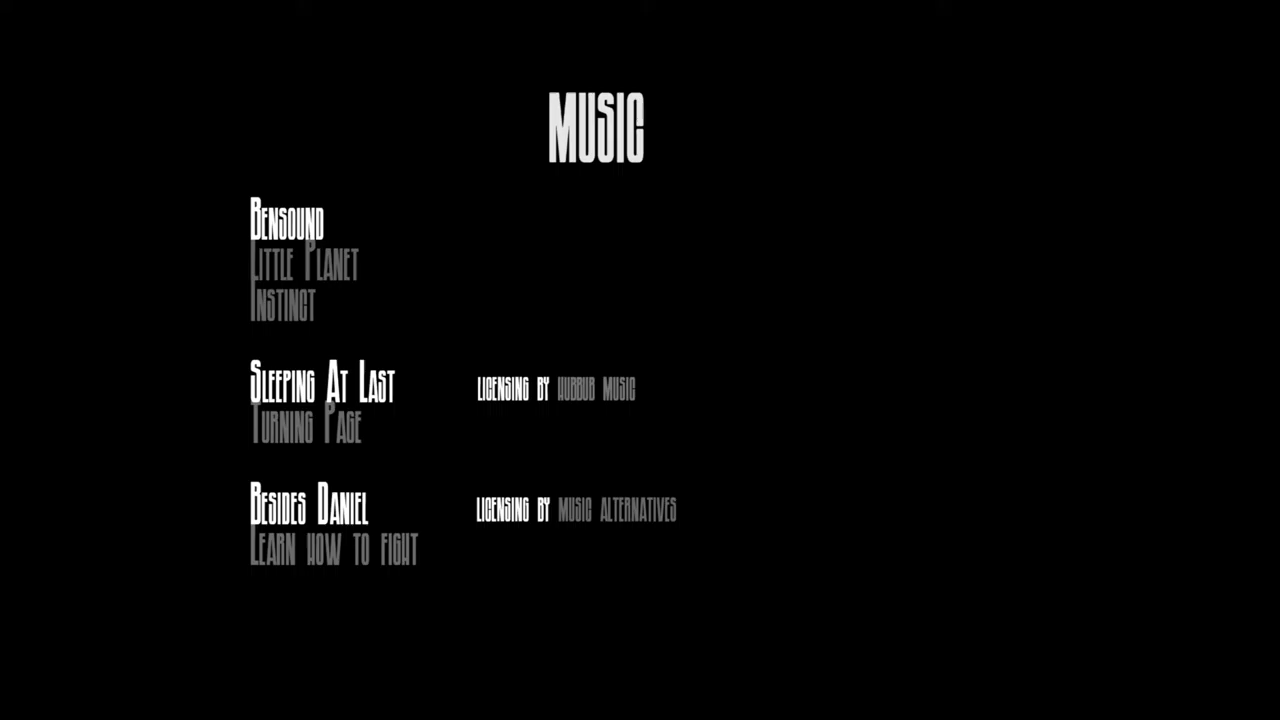 MUSIC
BENSOUND
LITTLE PLANET
INSTINCT
SLEEPING AT LAST LICENSING BY HUBBUB MUSIC
TURNING PAGE
BESIDES DANIEL LICENSING BY MUSIC ALTERNATIVES
LEARN HOW TO FIGHT